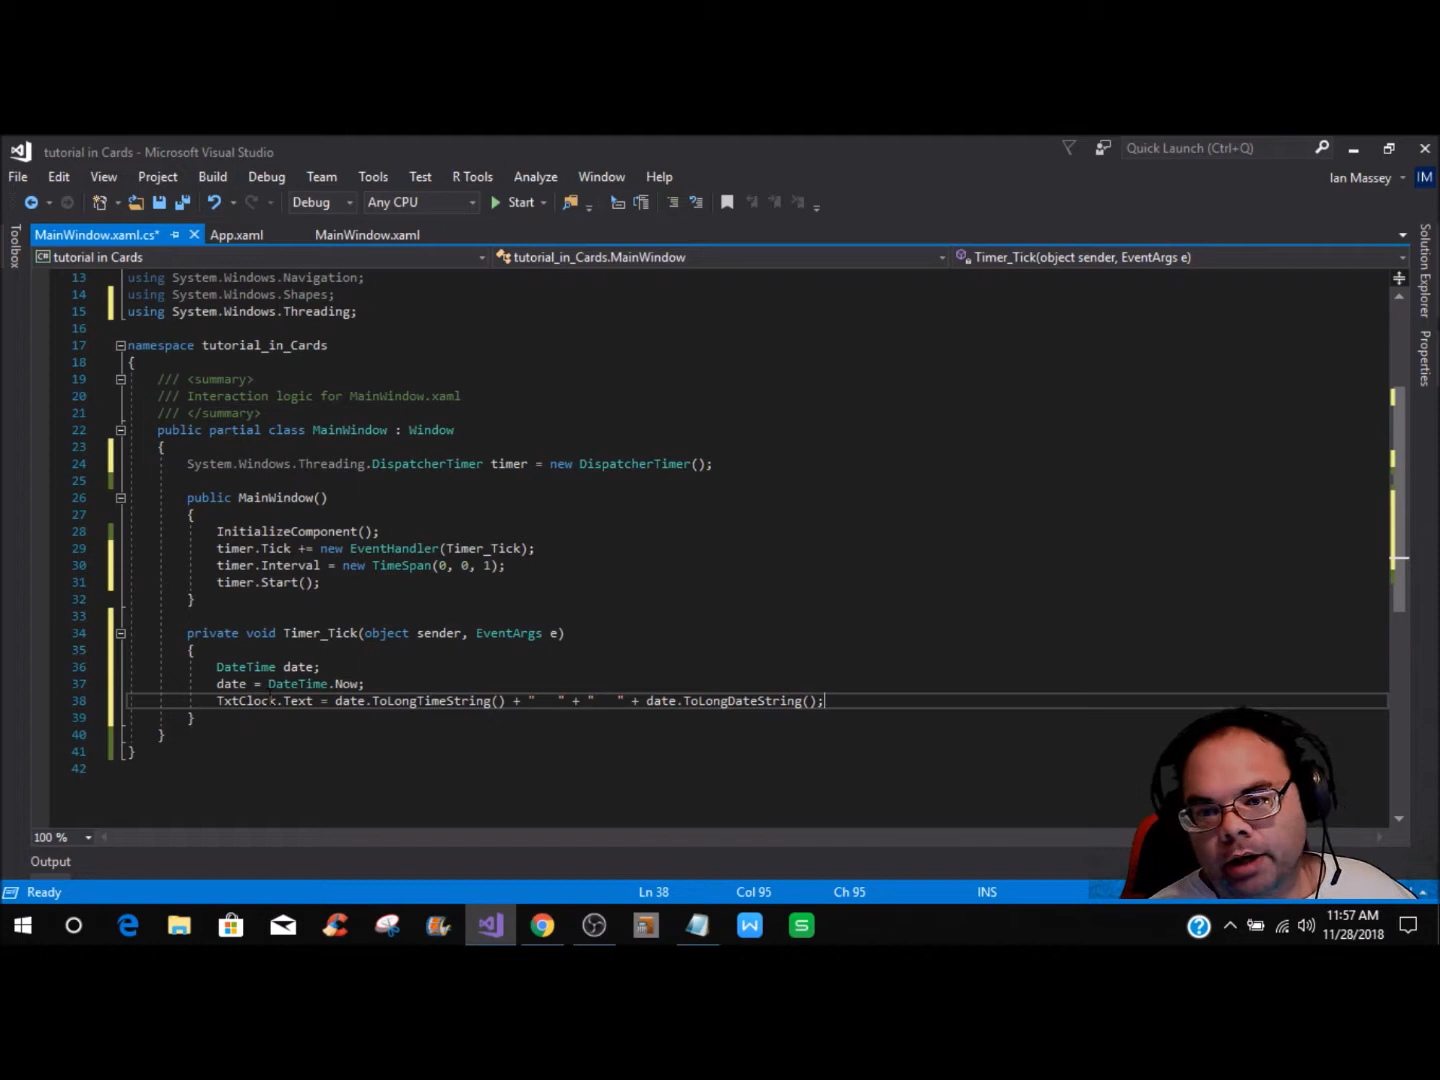 tutorial in Cards - Microsoft Visual Studio
Quick Launch (Ctrl+Q)
File Edit View Project Build Debug Team Tools Test R Tools Analyze Window Help
Ian Massey IM
Debug Any CPU Start
MainWindow.xaml.cs* App.xaml MainWindow.xaml
Toolbox
Solution Explorer
Properties
C# tutorial in Cards tutorial_in_Cards.MainWindow Timer_Tick(object sender, EventArgs e)
13 using System.Windows.Navigation;
14 using System.Windows.Shapes;
15 using System.Windows.Threading;
16
17 namespace tutorial_in_Cards
18 {
19 /// <summary>
20 /// Interaction logic for MainWindow.xaml
21 /// </summary>
22 public partial class MainWindow : Window
23 {
24 System.Windows.Threading.DispatcherTimer timer = new DispatcherTimer();
25
26 public MainWindow()
27 {
28 InitializeComponent();
29 timer.Tick += new EventHandler(Timer_Tick);
30 timer.Interval = new TimeSpan(0, 0, 1);
31 timer.Start();
32 }
33
34 private void Timer_Tick(object sender, EventArgs e)
35 {
36 DateTime date;
37 date = DateTime.Now;
38 TxtClock.Text = date.ToLongTimeString() + "   " + "   " + date.ToLongDateString();
39 }
40 }
41 }
42
100 %
Output
Ready Ln 38 Col 95 Ch 95 INS
11:57 AM
11/28/2018